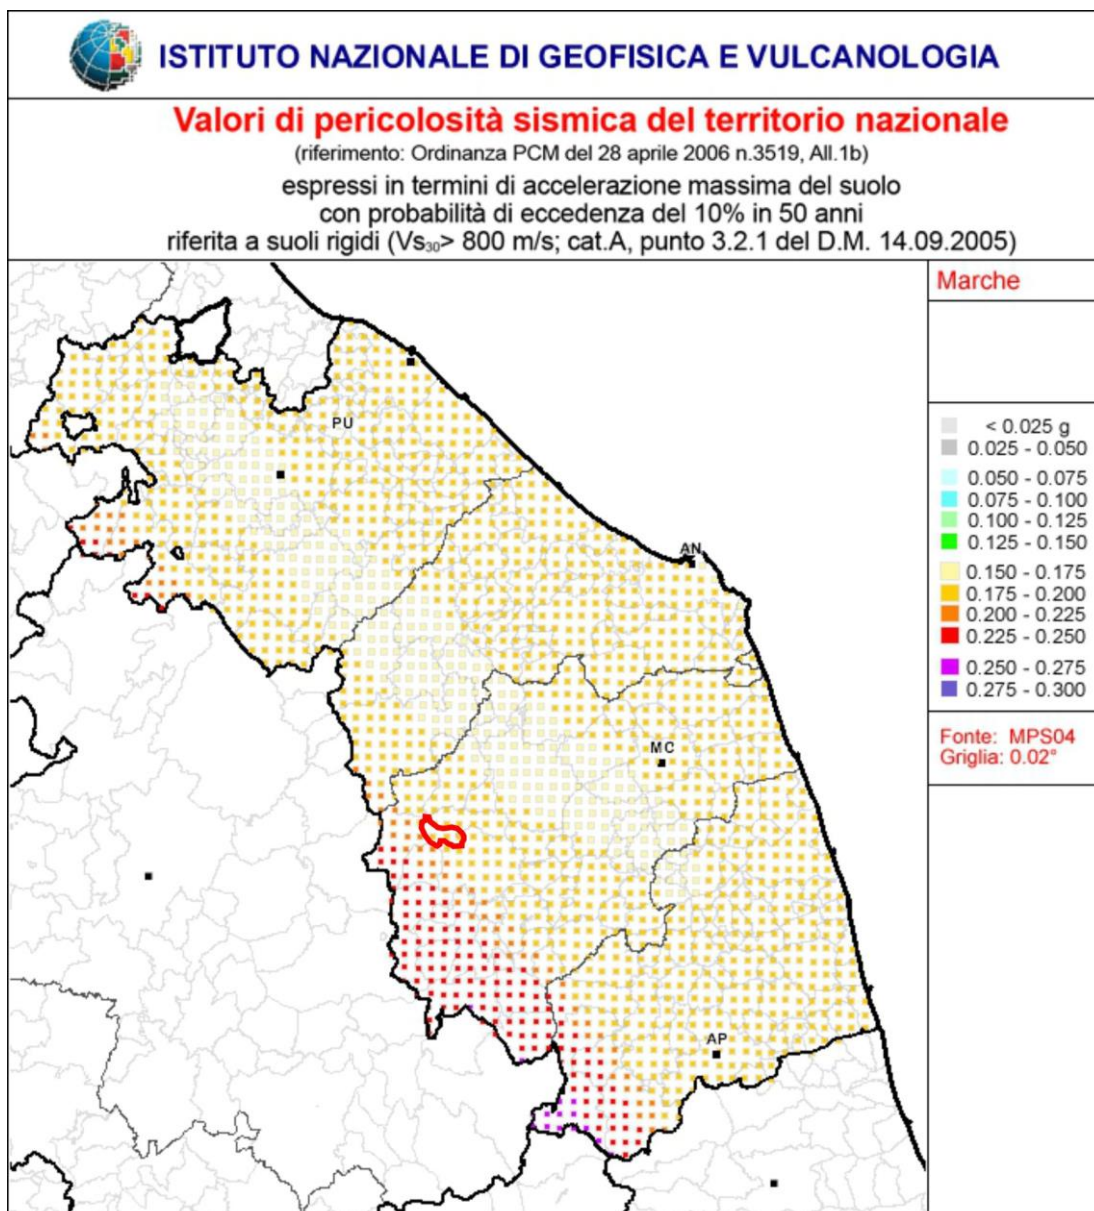 ISTITUTO NAZIONALE DI GEOFISICA E VULCANOLOGIA
Valori di pericolosità sismica del territorio nazionale
(riferimento: Ordinanza PCM del 28 aprile 2006 n.3519, All.1b)
espressi in termini di accelerazione massima del suolo
con probabilità di eccedenza del 10% in 50 anni
riferita a suoli rigidi (Vs₃₀> 800 m/s; cat.A, punto 3.2.1 del D.M. 14.09.2005)
Marche
PU
AN
MC
AP
< 0.025 g
0.025 - 0.050
0.050 - 0.075
0.075 - 0.100
0.100 - 0.125
0.125 - 0.150
0.150 - 0.175
0.175 - 0.200
0.200 - 0.225
0.225 - 0.250
0.250 - 0.275
0.275 - 0.300
Fonte: MPS04
Griglia: 0.02°